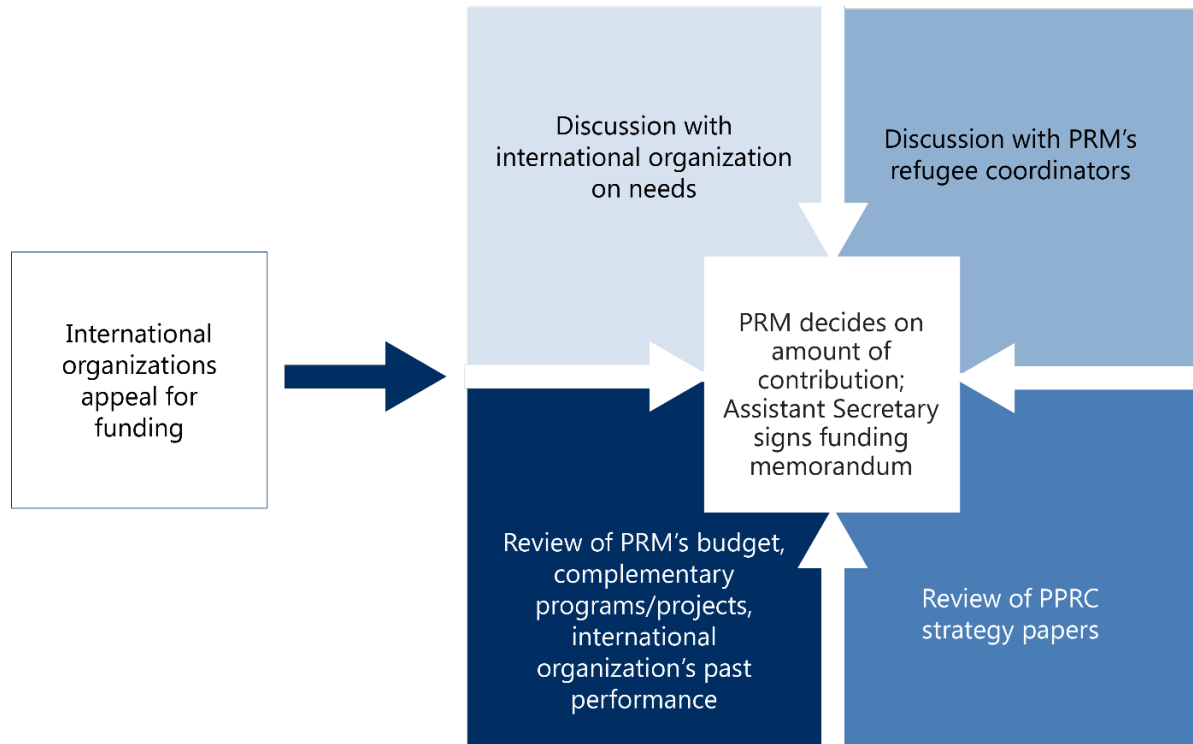 International
organizations
appeal for
funding
Discussion with
international organization
on needs
Discussion with PRM’s
refugee coordinators
PRM decides on
amount of
contribution;
Assistant Secretary
signs funding
memorandum
Review of PRM’s budget,
complementary
programs/projects,
international
organization’s past
performance
Review of PPRC
strategy papers